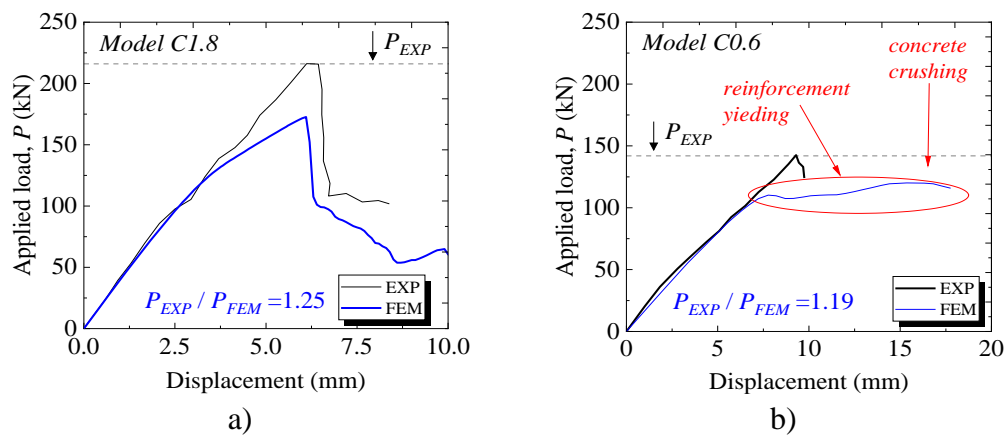 250
200
150
100
50
0
Applied load, P (kN)
Model C1.8
P_EXP
P_EXP / P_FEM =1.25
EXP
FEM
0.0 2.5 5.0 7.5 10.0
Displacement (mm)
a)
250
200
150
100
50
0
Applied load, P (kN)
Model C0.6
concrete
crushing
reinforcement
yieding
P_EXP
P_EXP / P_FEM =1.19
EXP
FEM
0 5 10 15 20
Displacement (mm)
b)